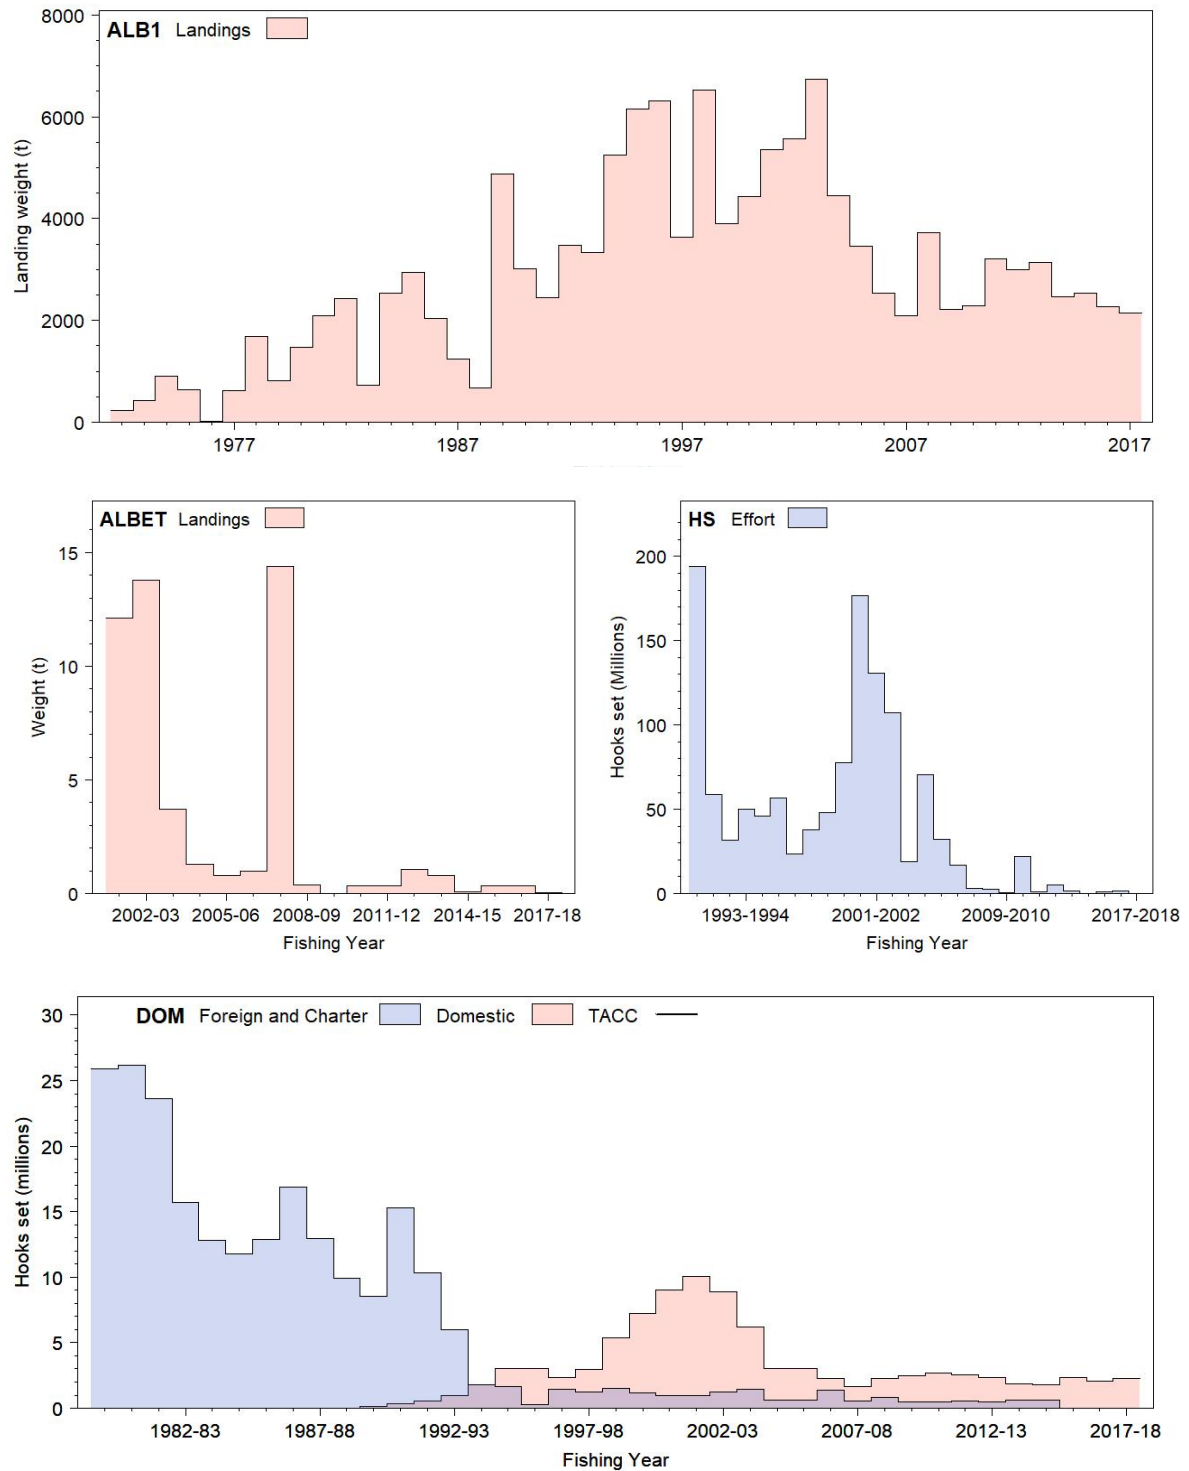 ALB1 Landings
8000
6000
4000
2000
0
Landing weight (t)
1977 1987 1997 2007 2017
ALBET Landings
15
10
5
0
Weight (t)
2002-03 2005-06 2008-09 2011-12 2014-15 2017-18
Fishing Year
HS Effort
200
150
100
50
0
Hooks set (Millions)
1993-1994 2001-2002 2009-2010 2017-2018
Fishing Year
DOM Foreign and Charter Domestic TACC
30
25
20
15
10
5
0
Hooks set (millions)
1982-83 1987-88 1992-93 1997-98 2002-03 2007-08 2012-13 2017-18
Fishing Year